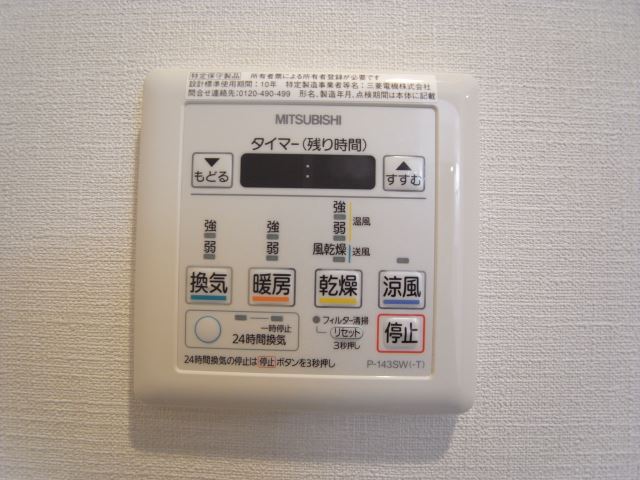 特定保守製品 所有者票による所有者登録が必要です
設計標準使用期間：10年 特定製造事業者等名：三菱電機株式会社
問合せ連絡先：0120-490-499 形名、製造年月、点検期間は本体に記載
MITSUBISHI
タイマー(残り時間)
もどる
すすむ
強
弱
強
弱
強
弱
温風
風乾燥
送風
換気
暖房
乾燥
涼風
一時停止
24時間換気
フィルター清掃
リセット
3秒押し
停止
24時間換気の停止は停止ボタンを3秒押し
P-143SW(-T)